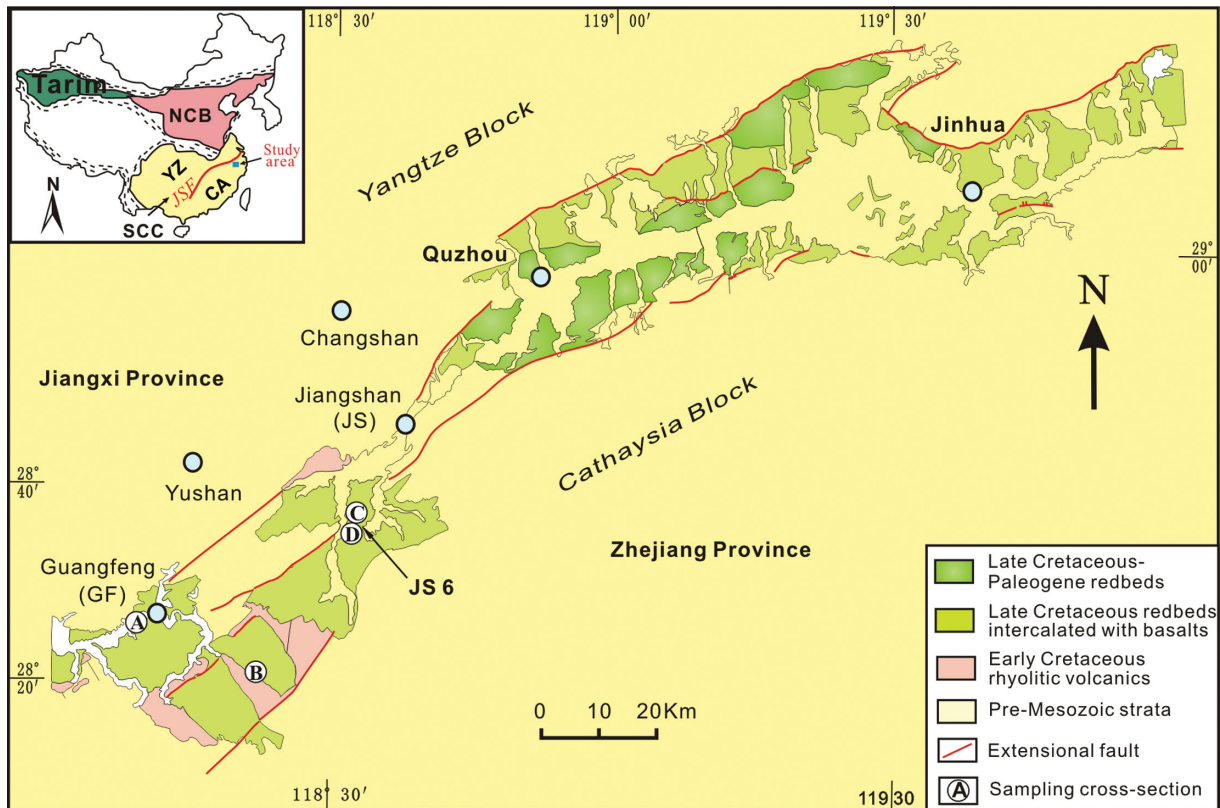 118° 30′
119° 00′
119° 30′
Tarim
NCB
YZ
JSF
CA
Study
area
N
SCC
Yangtze Block
Jinhua
Quzhou
29°
00′
Changshan
N
Jiangxi Province
Jiangshan
(JS)
Cathaysia Block
28°
40′
Yushan
C
D
Zhejiang Province
JS 6
Guangfeng
(GF)
A
B
28°
20′
0 10 20Km
Late Cretaceous-
Paleogene redbeds
Late Cretaceous redbeds
intercalated with basalts
Early Cretaceous
rhyolitic volcanics
Pre-Mesozoic strata
Extensional fault
A Sampling cross-section
118° 30′
119 30